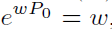 e^{wP_0} = w,